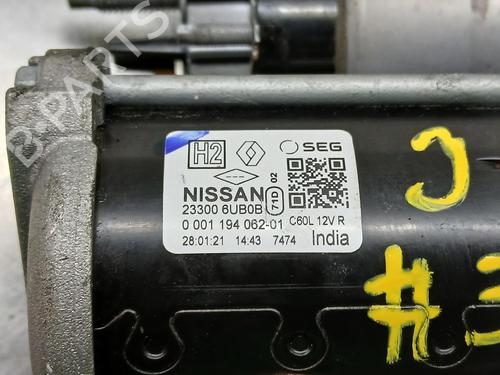 H2 SEG
NISSAN 71D 02
23300 6UB0B
0 001 194 062-01 C60L 12V R
28.01.21 14:43 7474 India
C
#
B-PARTS